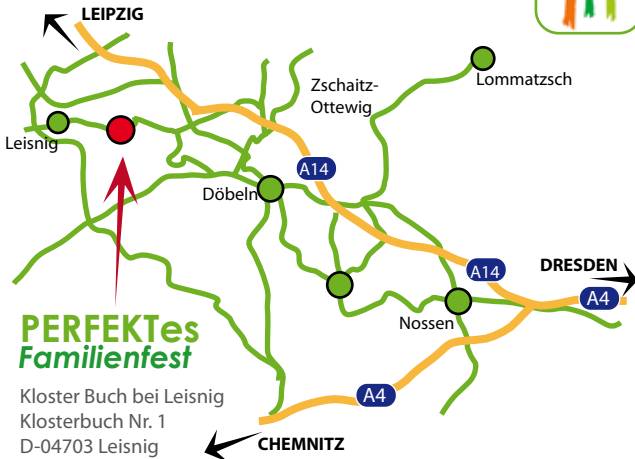 LEIPZIG
Zschaitz-
Ottewig
Lommatzsch
Leisnig
A14
Döbeln
A14
DRESDEN
A4
Nossen
PERFEKTes
Familienfest
Kloster Buch bei Leisnig
Klosterbuch Nr. 1
D-04703 Leisnig
A4
CHEMNITZ